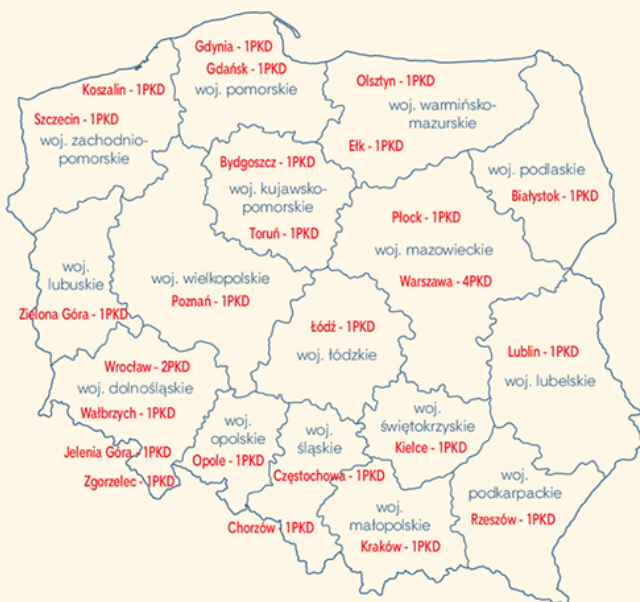 Gdynia - 1PKD
Gdańsk - 1PKD
woj. pomorskie
Koszalin - 1PKD
Szczecin - 1PKD
woj. zachodnio-
pomorskie
Olsztyn - 1PKD
woj. warmińsko-
mazurskie
Ełk - 1PKD
Bydgoszcz - 1PKD
woj. kujawsko-
pomorskie
Toruń - 1PKD
woj. podlaskie
Białystok - 1PKD
Płock - 1PKD
woj. mazowieckie
Warszawa - 4PKD
woj.
lubuskie
Zielona Góra - 1PKD
woj. wielkopolskie
Poznań - 1PKD
Łódź - 1PKD
woj. łódzkie
Lublin - 1PKD
woj. lubelskie
Wrocław - 2PKD
woj. dolnośląskie
Wałbrzych - 1PKD
Jelenia Góra - 1PKD
Zgorzelec - 1PKD
woj.
opolskie
Opole - 1PKD
woj.
śląskie
Częstochowa - 1PKD
Chorzów - 1PKD
woj.
świętokrzyskie
Kielce - 1PKD
woj.
małopolskie
Kraków - 1PKD
woj.
podkarpackie
Rzeszów - 1PKD